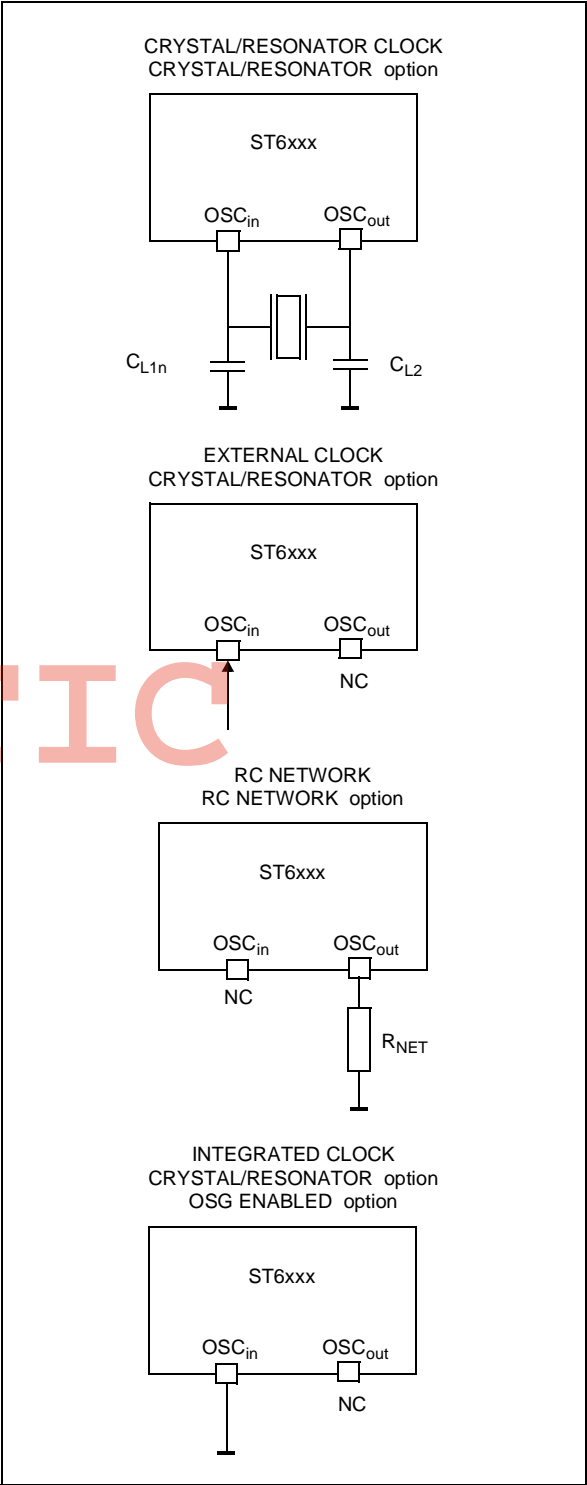 CRYSTAL/RESONATOR CLOCK
CRYSTAL/RESONATOR option
ST6xxx
OSCin OSCout
CL1n CL2
EXTERNAL CLOCK
CRYSTAL/RESONATOR option
ST6xxx
OSCin OSCout
NC
TIC
RC NETWORK
RC NETWORK option
ST6xxx
OSCin OSCout
NC
RNET
INTEGRATED CLOCK
CRYSTAL/RESONATOR option
OSG ENABLED option
ST6xxx
OSCin OSCout
NC